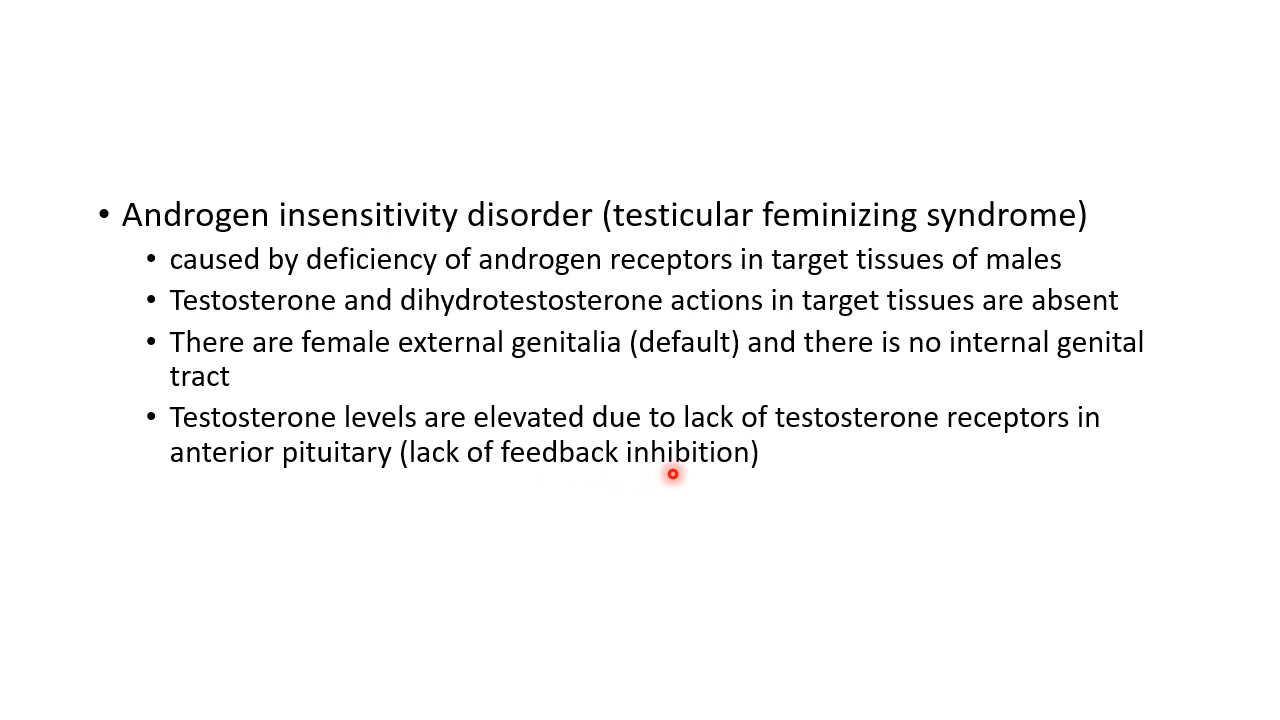 • Androgen insensitivity disorder (testicular feminizing syndrome)
• caused by deficiency of androgen receptors in target tissues of males
• Testosterone and dihydrotestosterone actions in target tissues are absent
• There are female external genitalia (default) and there is no internal genital
tract
• Testosterone levels are elevated due to lack of testosterone receptors in
anterior pituitary (lack of feedback inhibition)